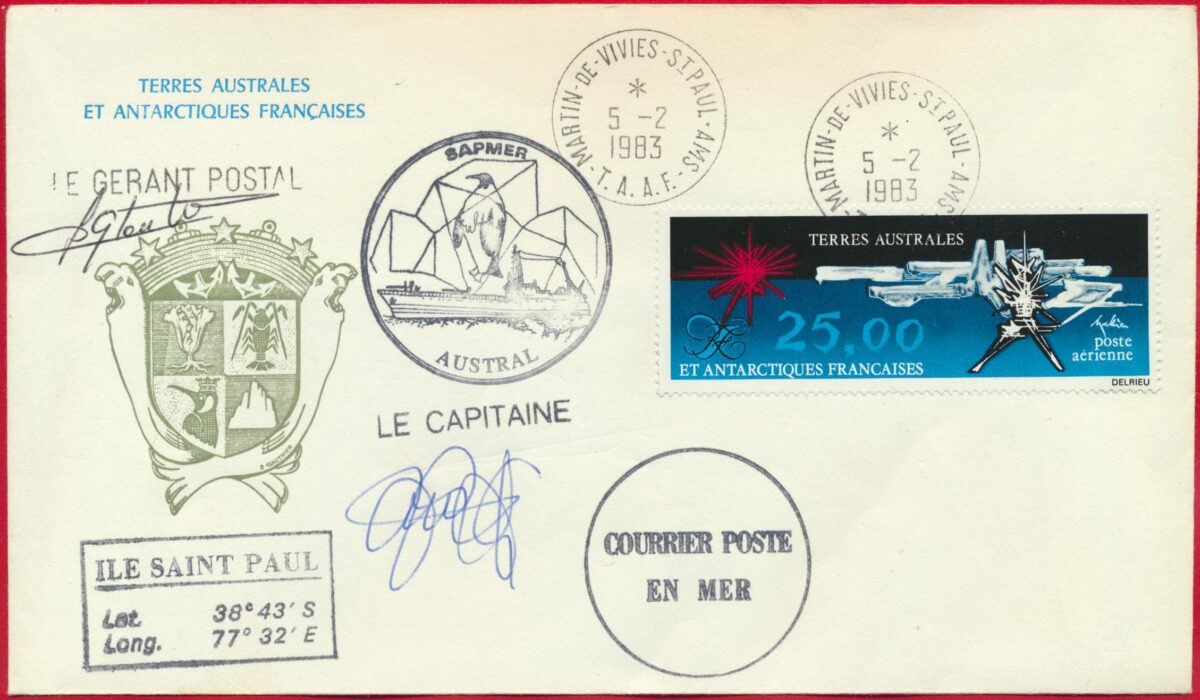 TERRES AUSTRALES
ET ANTARCTIQUES FRANÇAISES
LE GERANT POSTAL
SAPMER
AUSTRAL
MARTIN-DE-VIVIES-ST PAUL-AMS
*
5 -2
1983
-T.A.A.F.-
MARTIN-DE-VIVIES-ST PAUL-AMS
*
5 -2
1983
TERRES AUSTRALES
25,00
poste
aérienne
ET ANTARCTIQUES FRANÇAISES
DELRIEU
LE CAPITAINE
B. GAUTHIER
COURRIER POSTE
EN MER
ILE SAINT PAUL
Lat. 38° 43' S
Long. 77° 32' E